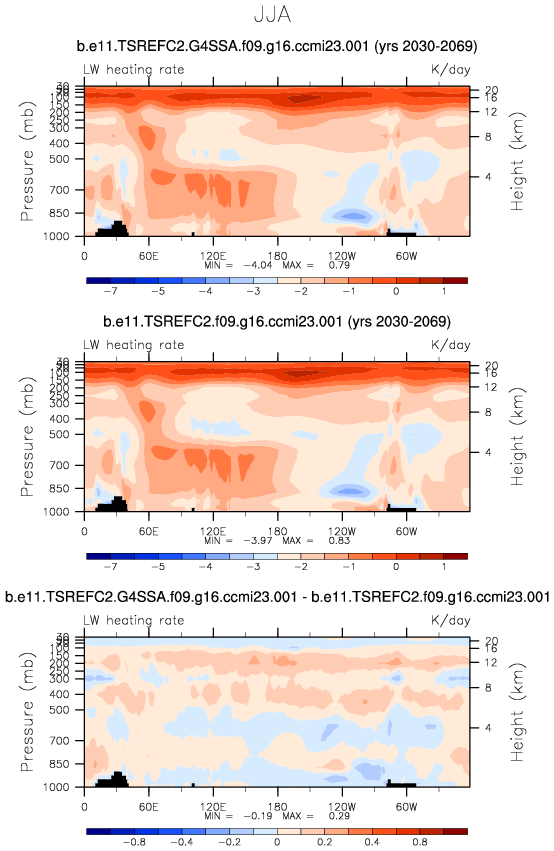 JJA
b.e11.TSREFC2.G4SSA.f09.g16.ccmi23.001 (yrs 2030-2069)
LW heating rate K/day
Pressure (mb)
Height (km)
100
150
200
250
300
400
500
700
850
1000
20
16
12
8
4
0 60E 120E 180 120W 60W
MIN = -4.04 MAX = 0.79
-7 -5 -4 -3 -2 -1 0 1
b.e11.TSREFC2.f09.g16.ccmi23.001 (yrs 2030-2069)
LW heating rate K/day
Pressure (mb)
Height (km)
100
150
200
250
300
400
500
700
850
1000
20
16
12
8
4
0 60E 120E 180 120W 60W
MIN = -3.97 MAX = 0.83
-7 -5 -4 -3 -2 -1 0 1
b.e11.TSREFC2.G4SSA.f09.g16.ccmi23.001 - b.e11.TSREFC2.f09.g16.ccmi23.001
LW heating rate K/day
Pressure (mb)
Height (km)
100
150
200
250
300
400
500
700
850
1000
20
16
12
8
4
0 60E 120E 180 120W 60W
MIN = -0.19 MAX = 0.29
-0.8 -0.4 -0.2 0 0.2 0.4 0.8